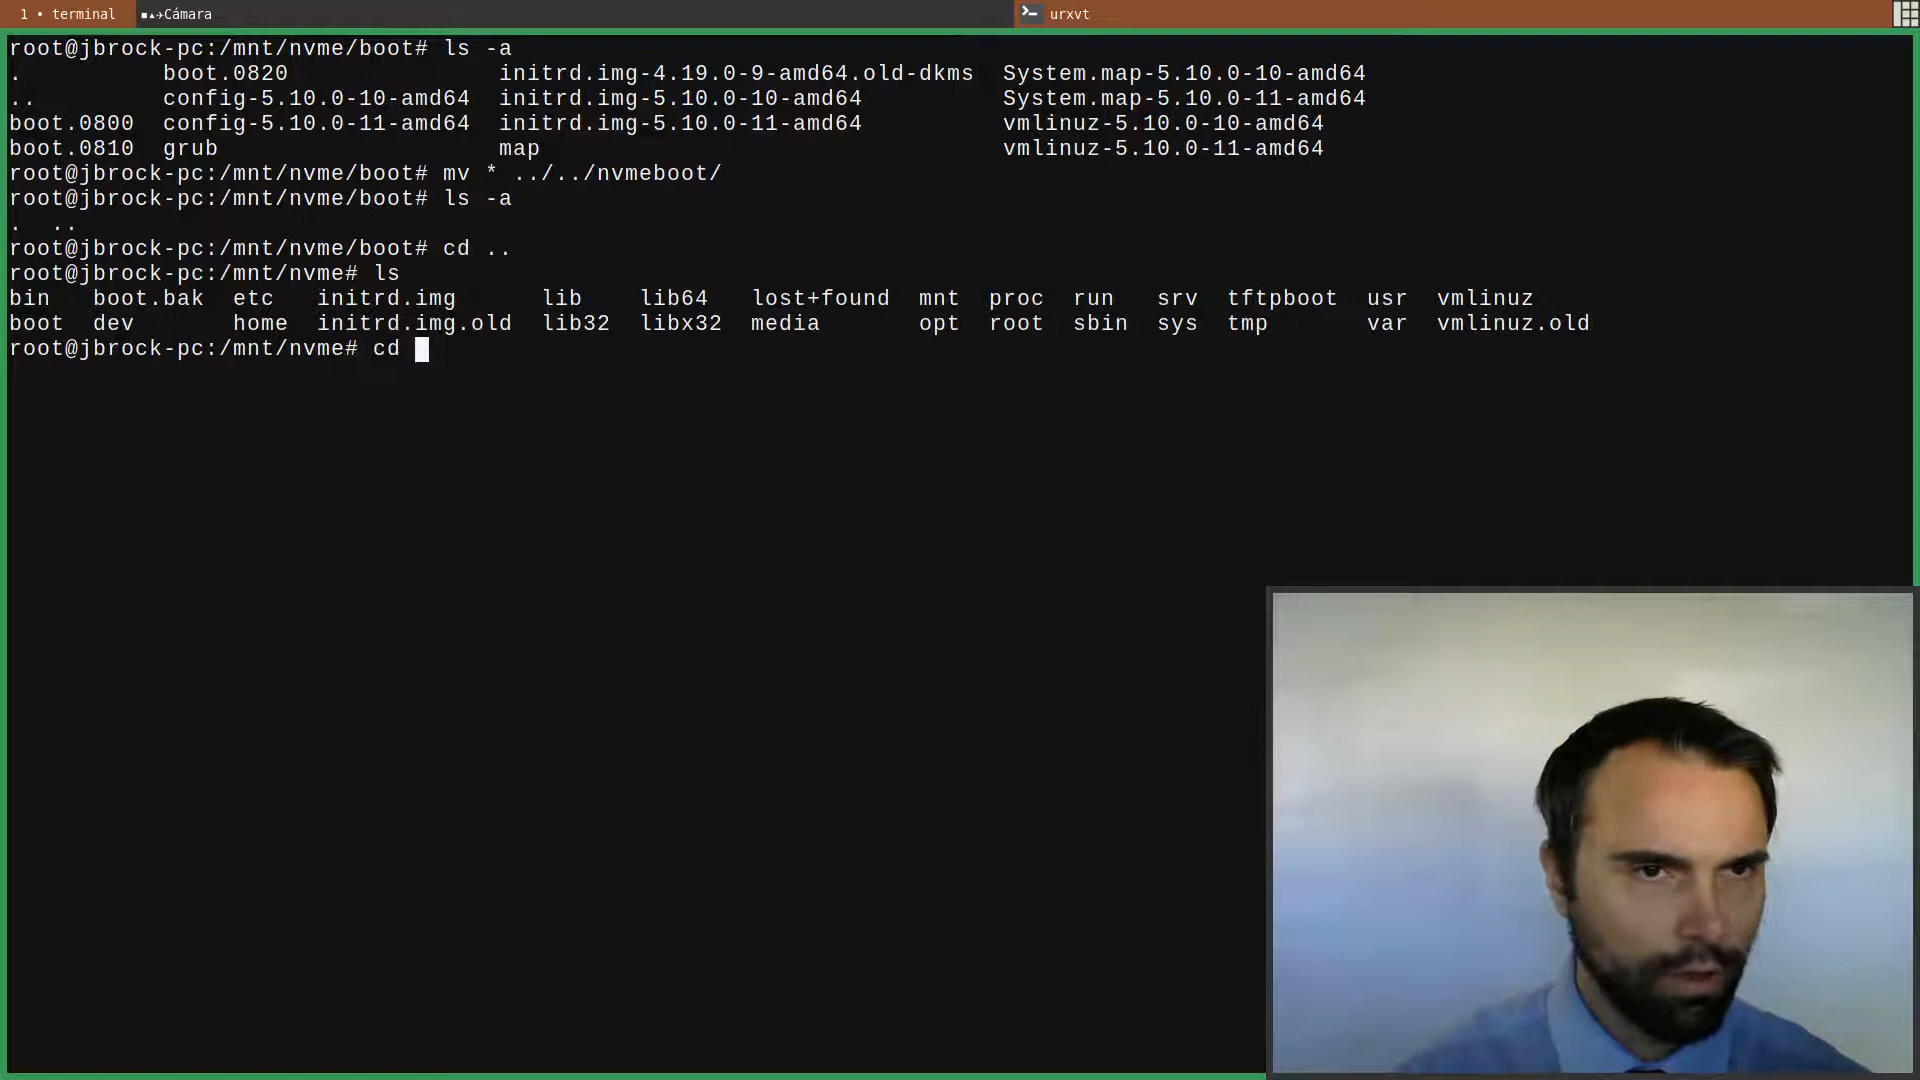 1 • terminal
Cámara
urxvt
root@jbrock-pc:/mnt/nvme/boot# ls -a
.          boot.0820               initrd.img-4.19.0-9-amd64.old-dkms  System.map-5.10.0-10-amd64
..         config-5.10.0-10-amd64  initrd.img-5.10.0-10-amd64          System.map-5.10.0-11-amd64
boot.0800  config-5.10.0-11-amd64  initrd.img-5.10.0-11-amd64          vmlinuz-5.10.0-10-amd64
boot.0810  grub                    map                                 vmlinuz-5.10.0-11-amd64
root@jbrock-pc:/mnt/nvme/boot# mv * ../../nvmeboot/
root@jbrock-pc:/mnt/nvme/boot# ls -a
.  ..
root@jbrock-pc:/mnt/nvme/boot# cd ..
root@jbrock-pc:/mnt/nvme# ls
bin   boot.bak  etc   initrd.img      lib    lib64   lost+found  mnt  proc  run   srv  tftpboot  usr  vmlinuz
boot  dev       home  initrd.img.old  lib32  libx32  media       opt  root  sbin  sys  tmp       var  vmlinuz.old
root@jbrock-pc:/mnt/nvme# cd